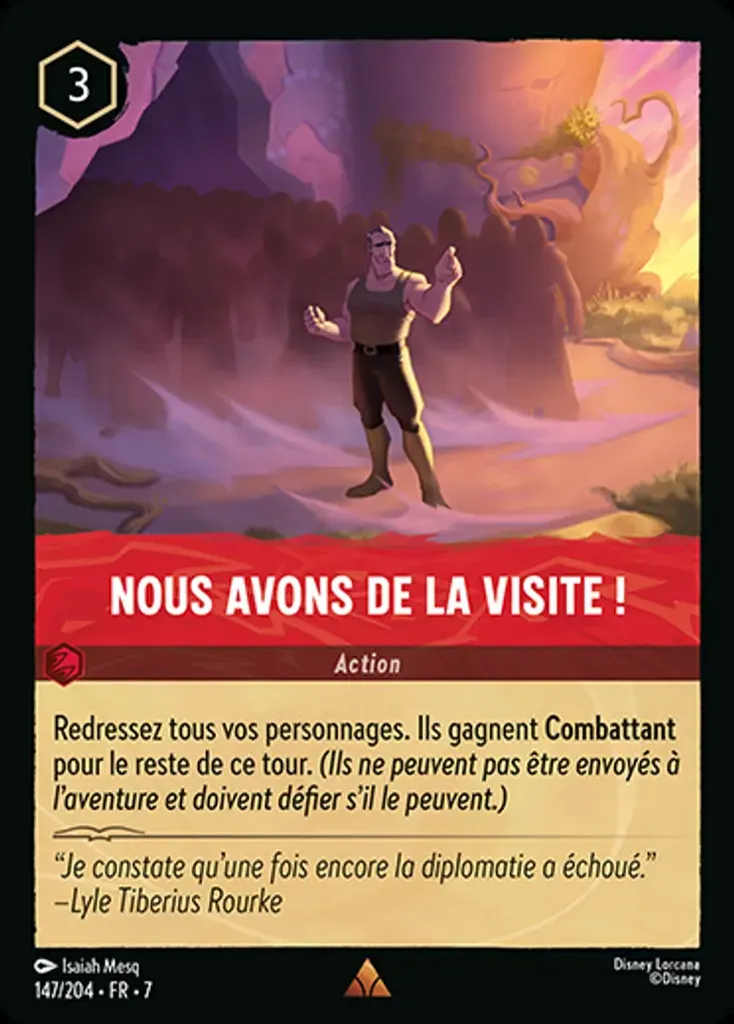 3
NOUS AVONS DE LA VISITE !
Action
Redressez tous vos personnages. Ils gagnent Combattant
pour le reste de ce tour. (Ils ne peuvent pas être envoyés à
l'aventure et doivent défier s'il le peuvent.)
“Je constate qu'une fois encore la diplomatie a échoué.”
–Lyle Tiberius Rourke
Isaiah Mesq
Disney Lorcana
147/204 • FR • 7
©Disney